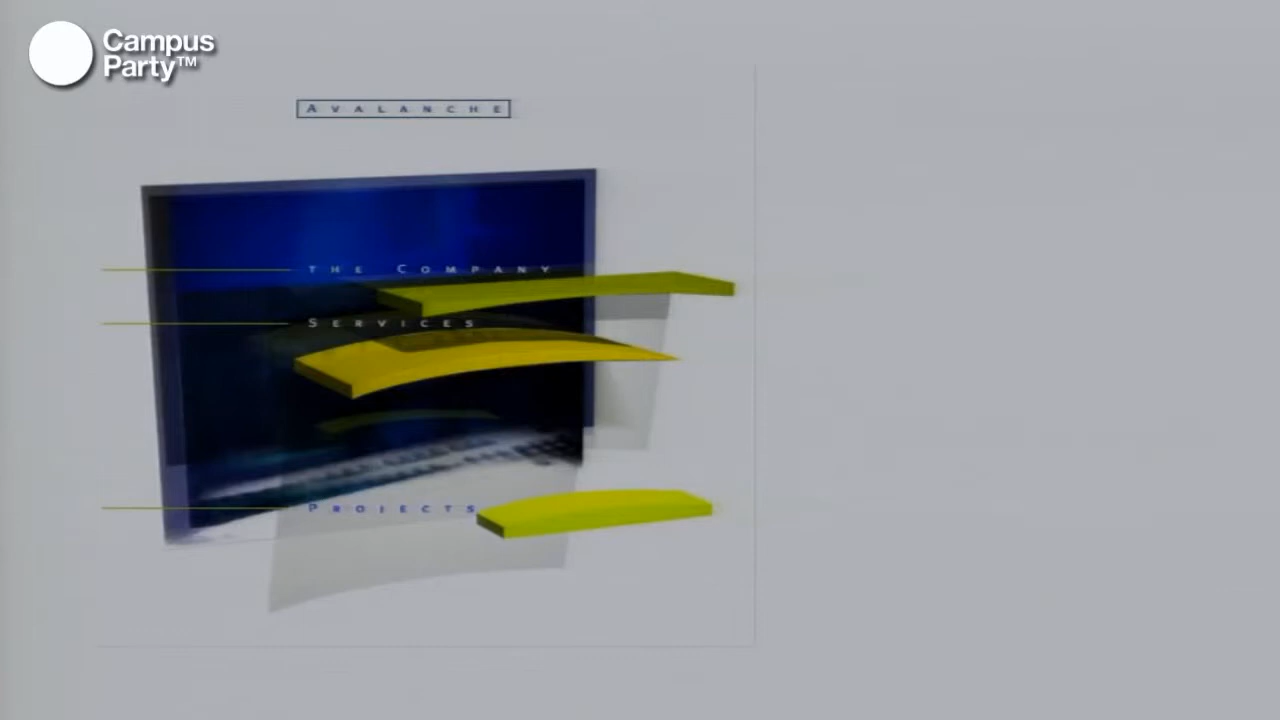 Campus
Party™
AVALANCHE
THE COMPANY
SERVICES
PROJECTS